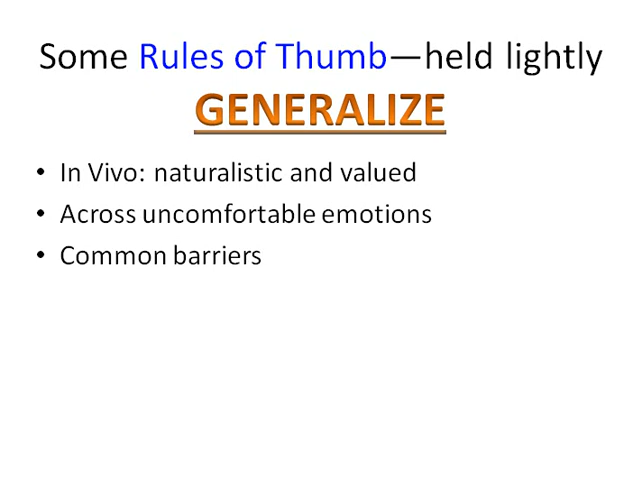 Some Rules of Thumb—held lightly
GENERALIZE
• In Vivo: naturalistic and valued
• Across uncomfortable emotions
• Common barriers